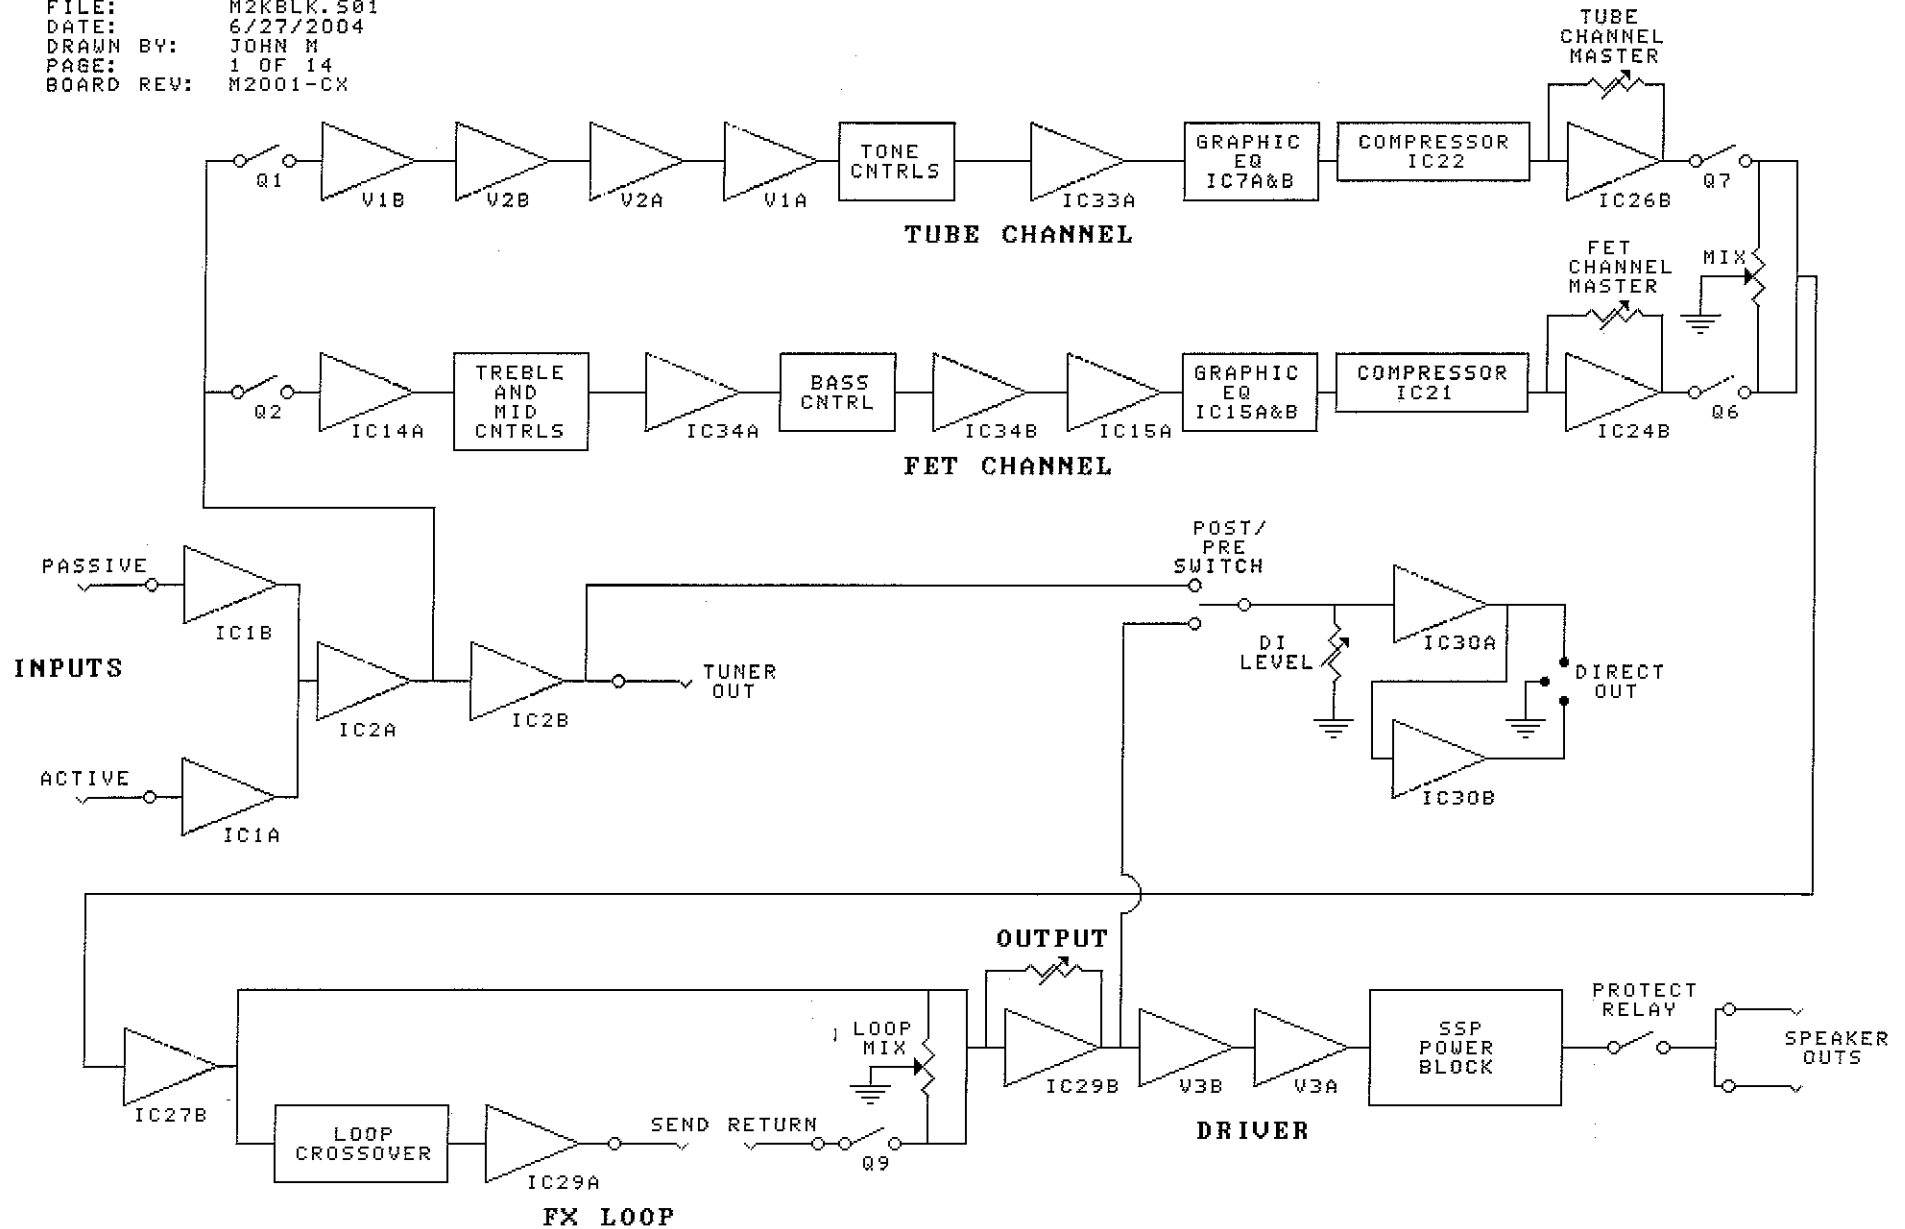 FILE: M2KBLK.S01
DATE: 6/27/2004
DRAWN BY: JOHN M
PAGE: 1 OF 14
BOARD REV: M2001-CX
TUBE
CHANNEL
MASTER
Q1
V1B
V2B
V2A
V1A
TONE
CNTRLS
IC33A
GRAPHIC
EQ
IC7A&B
COMPRESSOR
IC22
IC26B
Q7
TUBE CHANNEL
FET
CHANNEL
MASTER
MIX
Q2
IC14A
TREBLE
AND
MID
CNTRLS
IC34A
BASS
CNTRL
IC34B
IC15A
GRAPHIC
EQ
IC15A&B
COMPRESSOR
IC21
IC24B
Q6
FET CHANNEL
PASSIVE
IC1B
INPUTS
IC2A
IC2B
TUNER
OUT
ACTIVE
IC1A
POST/
PRE
SWITCH
DI
LEVEL
IC30A
DIRECT
OUT
IC30B
OUTPUT
IC27B
LOOP
MIX
IC29B
V3B
V3A
SSP
POWER
BLOCK
PROTECT
RELAY
SPEAKER
OUTS
DRIVER
LOOP
CROSSOVER
IC29A
SEND
RETURN
Q9
FX LOOP